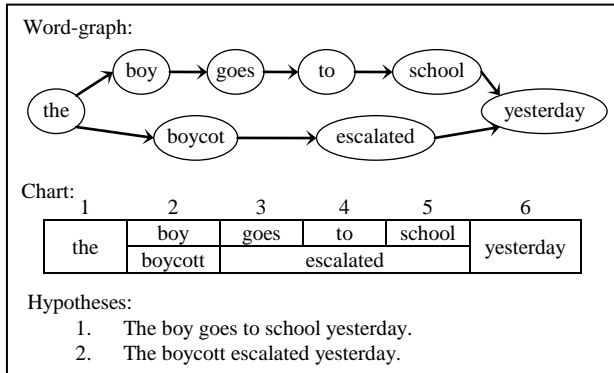 Word-graph:
boy goes to school
the yesterday
boycot escalated
Chart:
1 2 3 4 5 6
the boy goes to school yesterday
boycott escalated
Hypotheses:
1. The boy goes to school yesterday.
2. The boycott escalated yesterday.